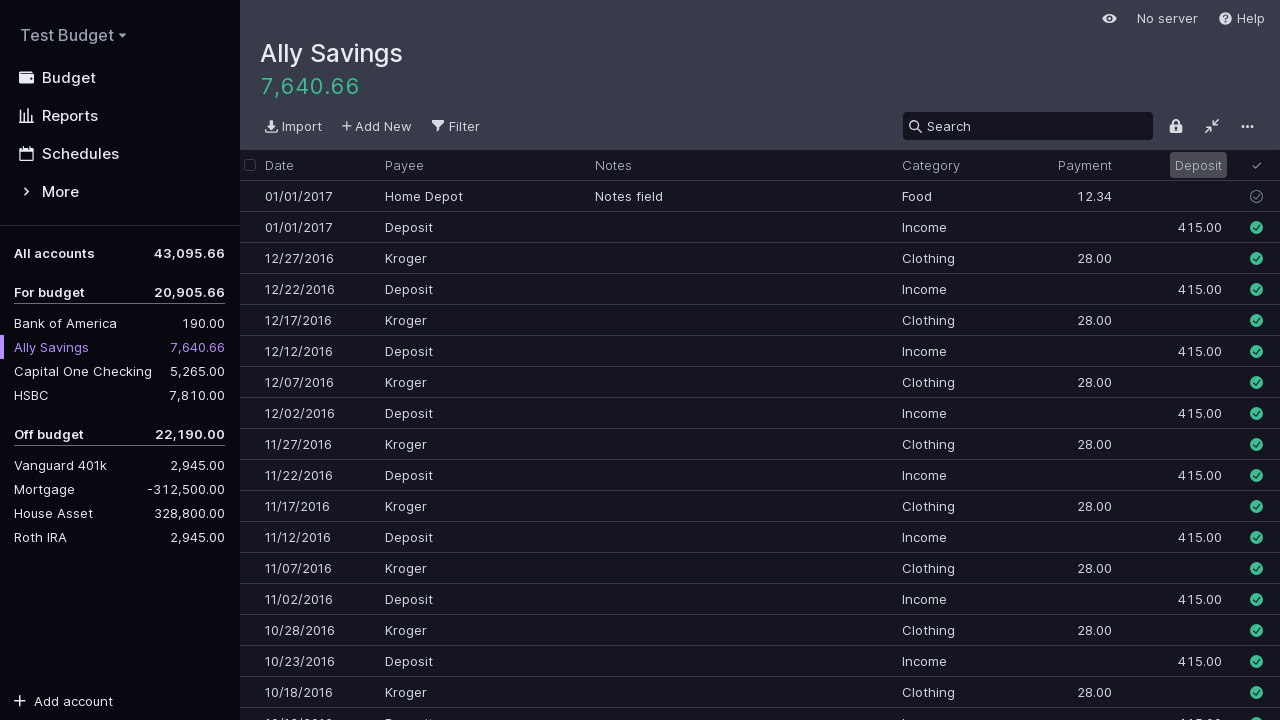 Test Budget
Budget
Reports
Schedules
More
All accounts 43,095.66
For budget 20,905.66
Bank of America 190.00
Ally Savings 7,640.66
Capital One Checking 5,265.00
HSBC 7,810.00
Off budget 22,190.00
Vanguard 401k 2,945.00
Mortgage -312,500.00
House Asset 328,800.00
Roth IRA 2,945.00
Add account
No server Help
Ally Savings
7,640.66
Import Add New Filter Search
Date Payee Notes Category Payment Deposit
01/01/2017 Home Depot Notes field Food 12.34
01/01/2017 Deposit Income 415.00
12/27/2016 Kroger Clothing 28.00
12/22/2016 Deposit Income 415.00
12/17/2016 Kroger Clothing 28.00
12/12/2016 Deposit Income 415.00
12/07/2016 Kroger Clothing 28.00
12/02/2016 Deposit Income 415.00
11/27/2016 Kroger Clothing 28.00
11/22/2016 Deposit Income 415.00
11/17/2016 Kroger Clothing 28.00
11/12/2016 Deposit Income 415.00
11/07/2016 Kroger Clothing 28.00
11/02/2016 Deposit Income 415.00
10/28/2016 Kroger Clothing 28.00
10/23/2016 Deposit Income 415.00
10/18/2016 Kroger Clothing 28.00